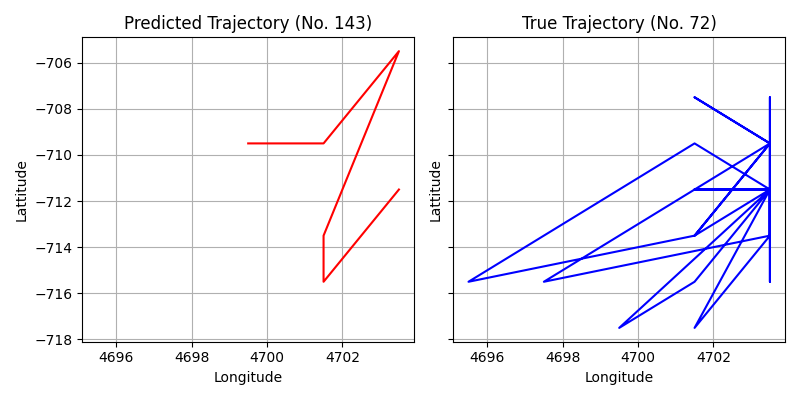 Predicted Trajectory (No. 143)
True Trajectory (No. 72)
Lattitude
−706
−708
−710
−712
−714
−716
−718
4696
4698
4700
4702
Longitude
Lattitude
4696
4698
4700
4702
Longitude